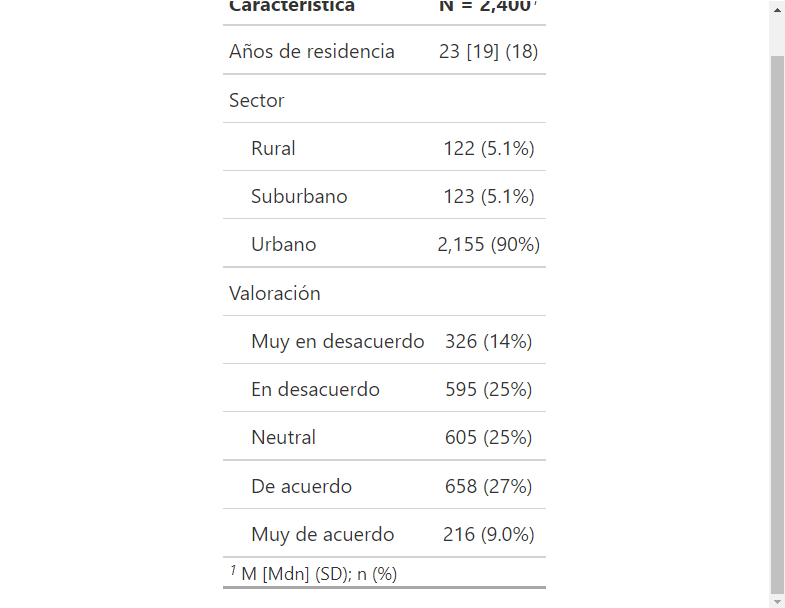 Característica N = 2,400¹
Años de residencia 23 [19] (18)
Sector
Rural 122 (5.1%)
Suburbano 123 (5.1%)
Urbano 2,155 (90%)
Valoración
Muy en desacuerdo 326 (14%)
En desacuerdo 595 (25%)
Neutral 605 (25%)
De acuerdo 658 (27%)
Muy de acuerdo 216 (9.0%)
¹ M [Mdn] (SD); n (%)